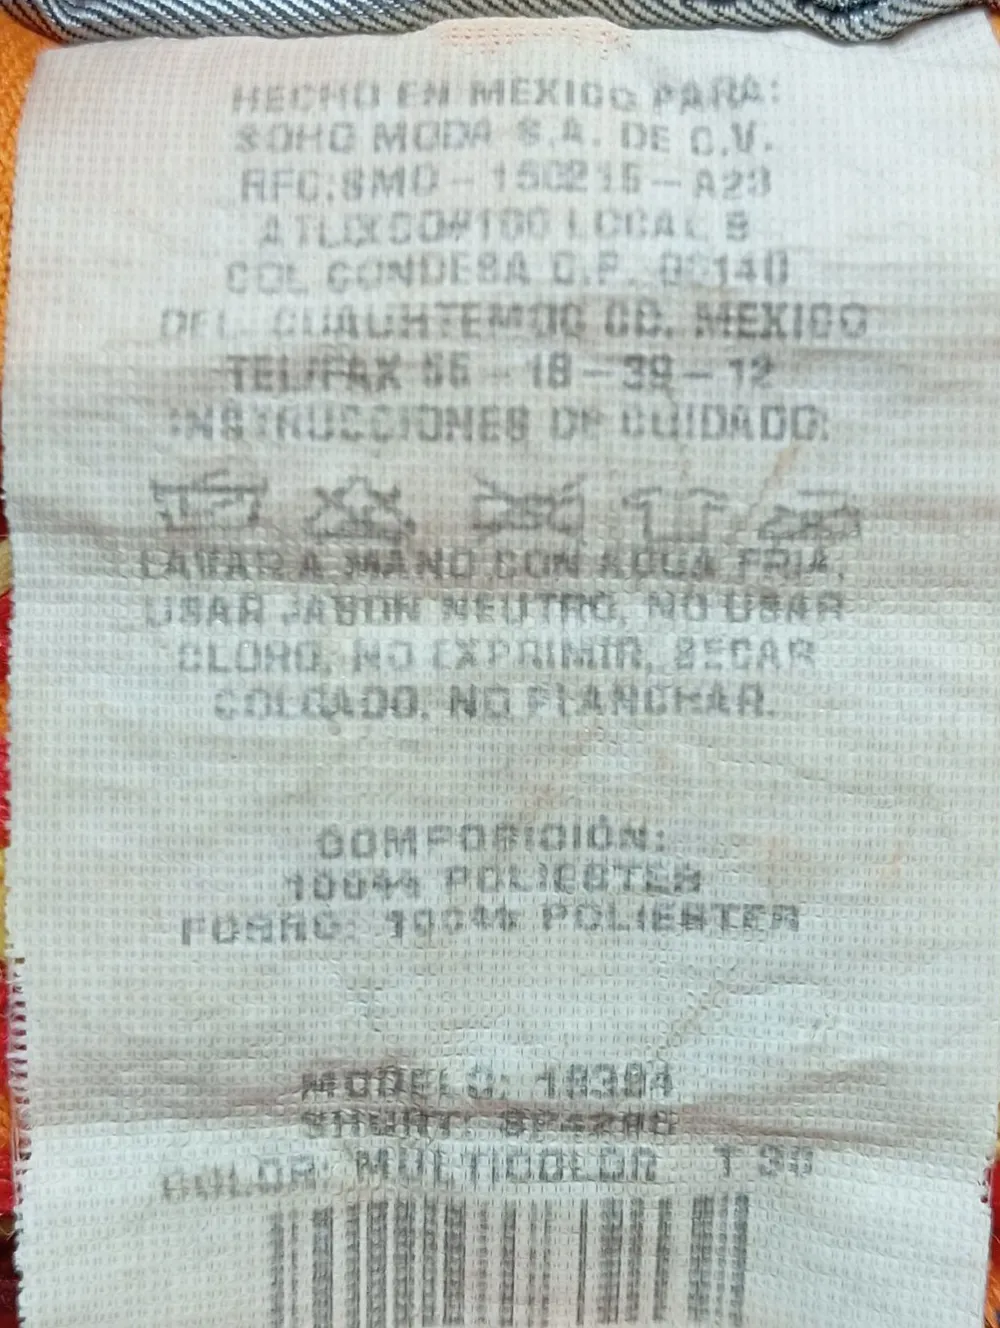 HECHO EN MEXICO PARA:
SOHO MODA S.A. DE C.V.
RFC:SMO-150215-A23
ATLIXCO#100 LOCAL B
COL CONDESA D.F. 06140
DEL. CUAUHTEMOC CD. MEXICO
TEL/FAX 55-18-39-12
INSTRUCCIONES DE CUIDADO:
LAVAR A MANO CON AGUA FRIA,
USAR JABON NEUTRO, NO USAR
CLORO, NO EXPRIMIR, SECAR
COLGADO, NO PLANCHAR.
COMPOSICIÓN:
100% POLIESTER
FORRO: 100% POLIESTER
MODELO: 18384
SHORT:
COLOR: MULTICOLOR T 30